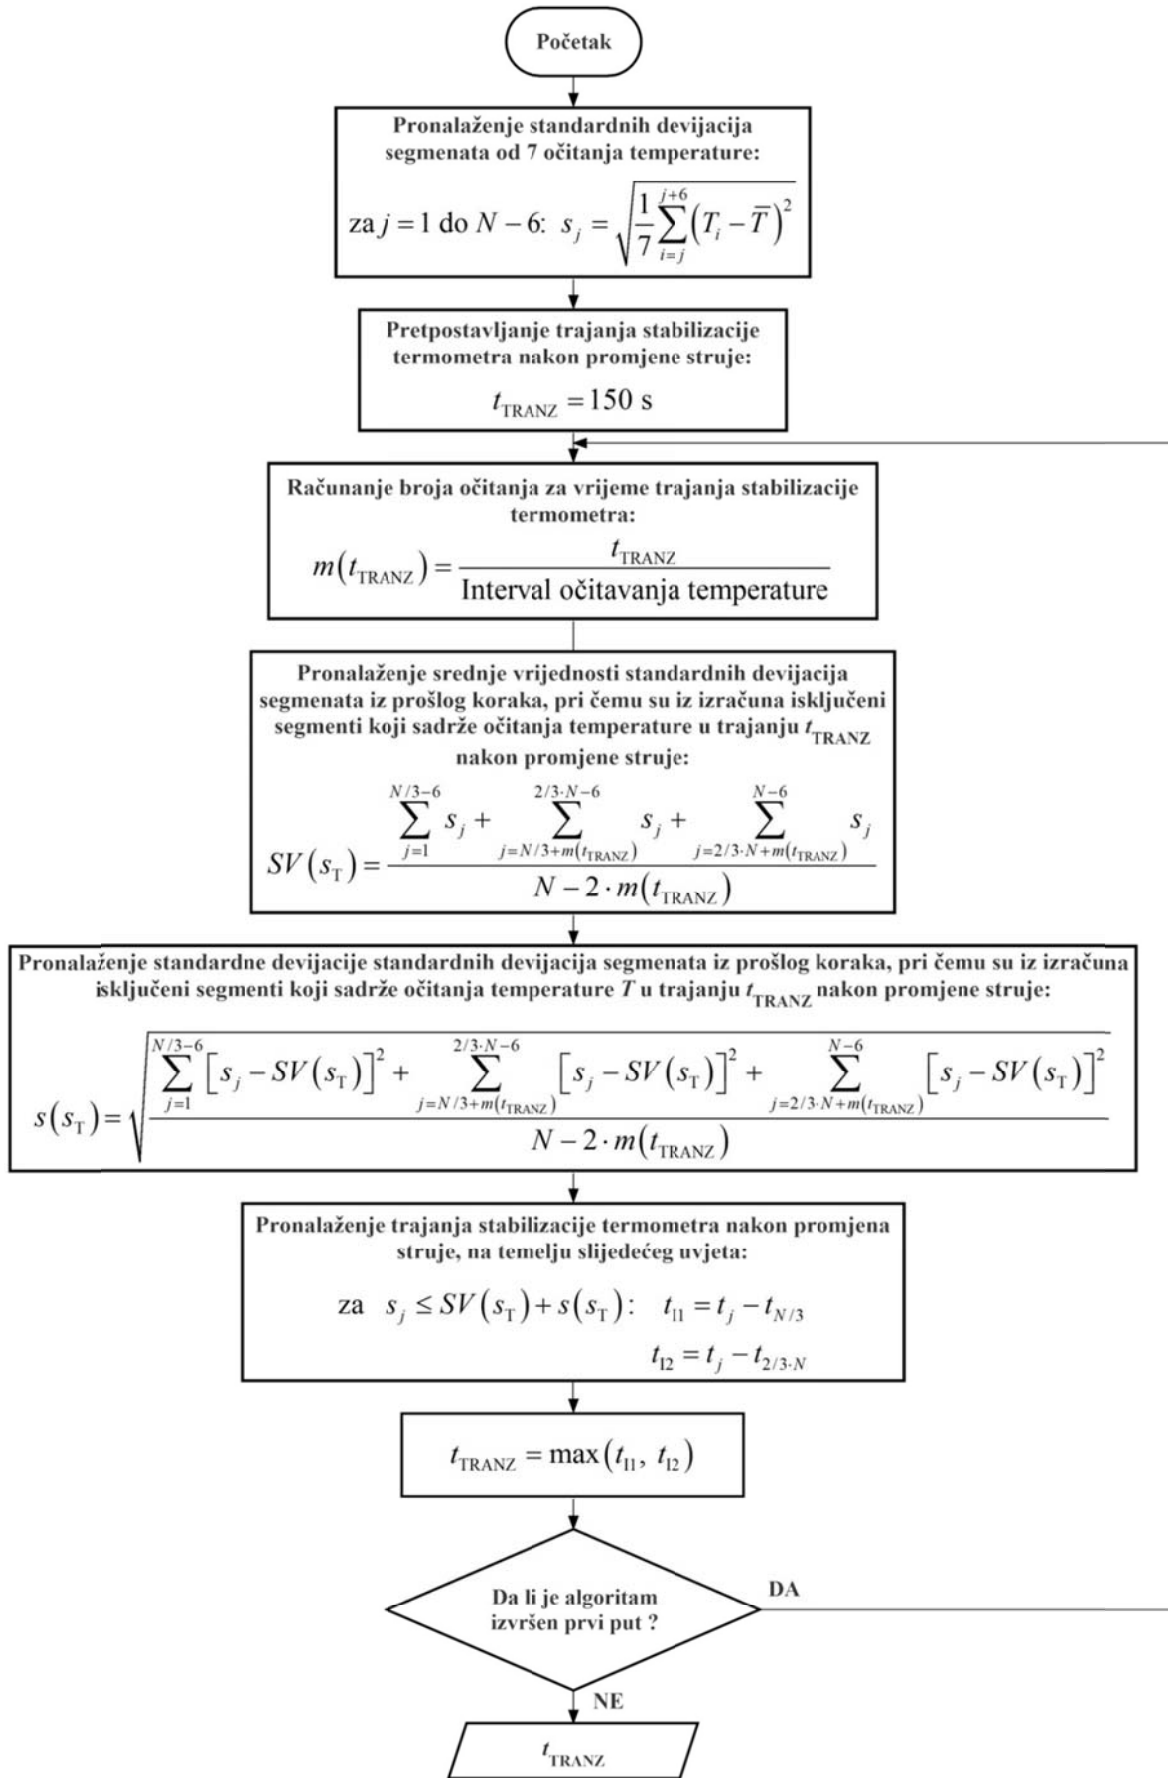 Početak
Pronalaženje standardnih devijacija
segmenata od 7 očitanja temperature:
za j = 1 do N − 6: s_j = √(1/7 ∑_{i=j}^{j+6} (T_i − T̅)²)
Pretpostavljanje trajanja stabilizacije
termometra nakon promjene struje:
t_TRANZ = 150 s
Računanje broja očitanja za vrijeme trajanja stabilizacije
termometra:
m(t_TRANZ) = t_TRANZ / Interval očitavanja temperature
Pronalaženje srednje vrijednosti standardnih devijacija
segmenata iz prošlog koraka, pri čemu su iz izračuna isključeni
segmenti koji sadrže očitanja temperature u trajanju t_TRANZ
nakon promjene struje:
SV(s_T) = (∑_{j=1}^{N/3−6} s_j + ∑_{j=N/3+m(t_TRANZ)}^{2/3·N−6} s_j + ∑_{j=2/3·N+m(t_TRANZ)}^{N−6} s_j) / (N − 2 · m(t_TRANZ))
Pronalaženje standardne devijacije standardnih devijacija segmenata iz prošlog koraka, pri čemu su iz izračuna
isključeni segmenti koji sadrže očitanja temperature T u trajanju t_TRANZ nakon promjene struje:
s(s_T) = √((∑_{j=1}^{N/3−6} [s_j − SV(s_T)]² + ∑_{j=N/3+m(t_TRANZ)}^{2/3·N−6} [s_j − SV(s_T)]² + ∑_{j=2/3·N+m(t_TRANZ)}^{N−6} [s_j − SV(s_T)]²) / (N − 2 · m(t_TRANZ)))
Pronalaženje trajanja stabilizacije termometra nakon promjena
struje, na temelju slijedećeg uvjeta:
za s_j ≤ SV(s_T) + s(s_T): t_I1 = t_j − t_{N/3}
t_I2 = t_j − t_{2/3·N}
t_TRANZ = max(t_I1, t_I2)
Da li je algoritam
izvršen prvi put ?
DA
NE
t_TRANZ